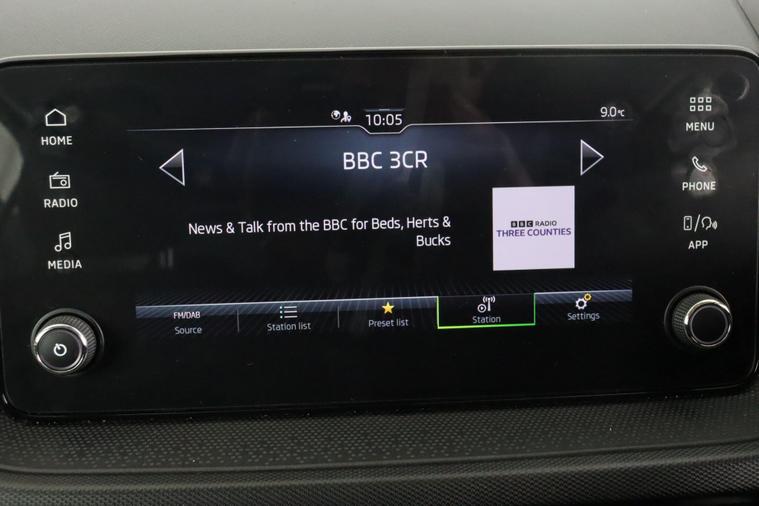 10:05
9.0°C
HOME
MENU
BBC 3CR
RADIO
PHONE
News & Talk from the BBC for Beds, Herts &
Bucks
BBC RADIO
THREE COUNTIES
MEDIA
APP
FM/DAB
Source
Station list
Preset list
Station
Settings